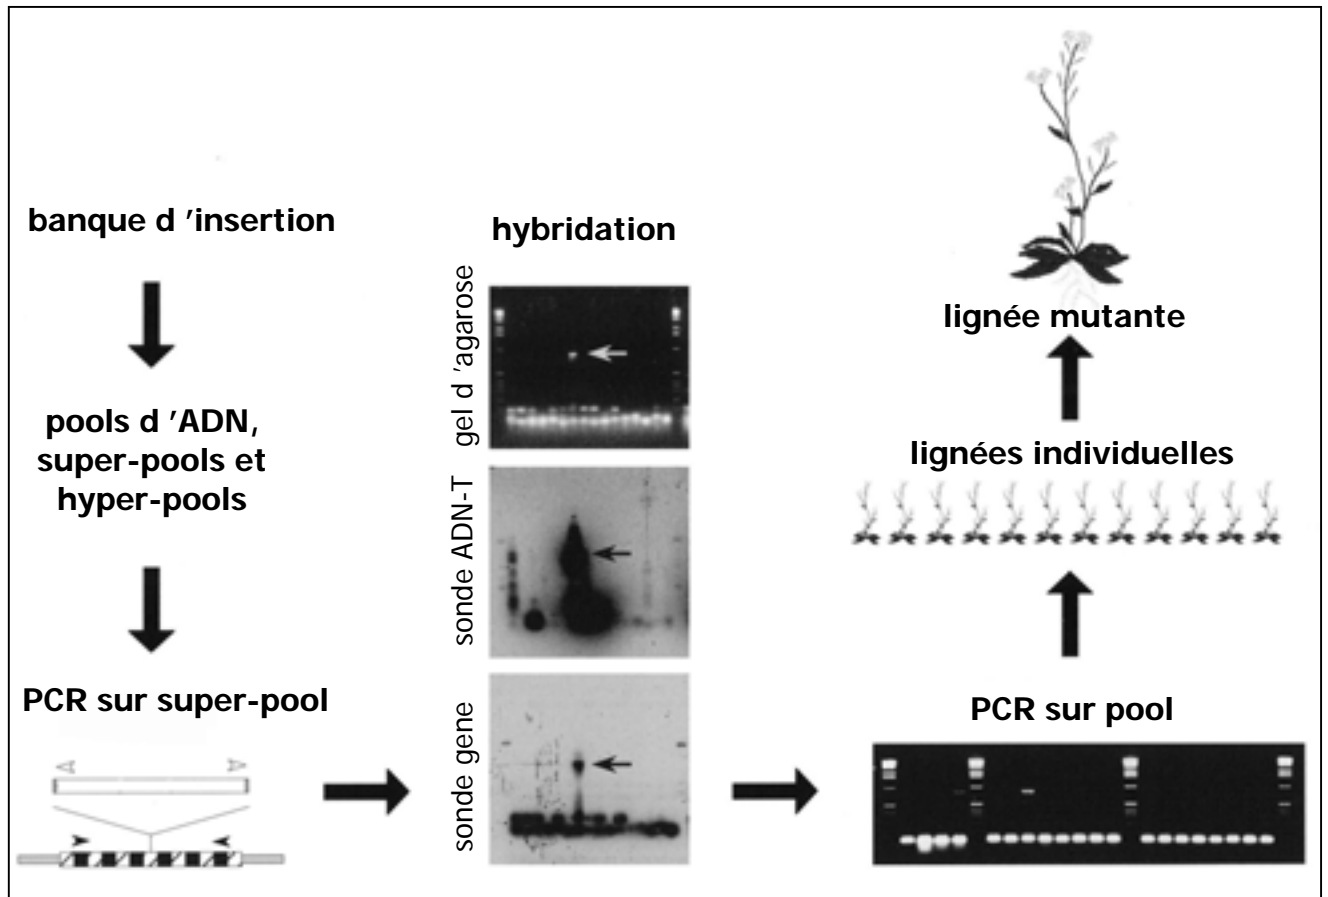 banque d ’insertion
pools d ’ADN,
super-pools et
hyper-pools
PCR sur super-pool
hybridation
gel d ’agarose
sonde ADN-T
sonde gene
PCR sur pool
lignées individuelles
lignée mutante